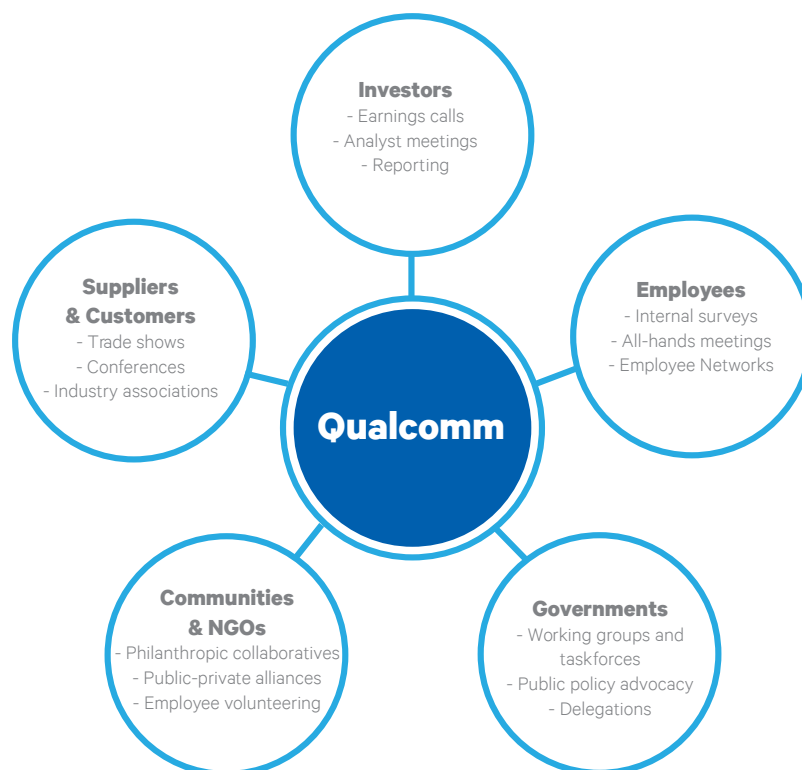 Investors
- Earnings calls
- Analyst meetings
- Reporting
Suppliers
& Customers
- Trade shows
- Conferences
- Industry associations
Employees
- Internal surveys
- All-hands meetings
- Employee Networks
Qualcomm
Communities
& NGOs
- Philanthropic collaboratives
- Public-private alliances
- Employee volunteering
Governments
- Working groups and
taskforces
- Public policy advocacy
- Delegations